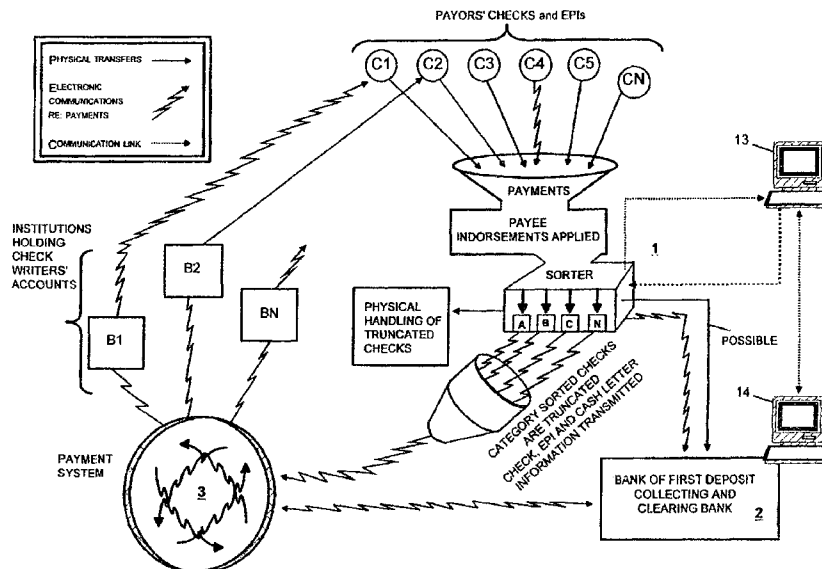 PAYORS' CHECKS and EPIs
C1
C2
C3
C4
C5
CN
PHYSICAL TRANSFERS
ELECTRONIC
COMMUNICATIONS
RE: PAYMENTS
COMMUNICATION LINK
13
PAYMENTS
PAYEE
INDORSEMENTS APPLIED
1
SORTER
INSTITUTIONS
HOLDING
CHECK
WRITERS'
ACCOUNTS
B2
BN
B1
PHYSICAL
HANDLING OF
TRUNCATED
CHECKS
A
B
C
N
POSSIBLE
14
CATEGORY SORTED CHECKS
ARE TRUNCATED
CHECK, EPI AND CASH LETTER
INFORMATION TRANSMITTED
PAYMENT
SYSTEM
3
BANK OF FIRST DEPOSIT
COLLECTING AND
CLEARING BANK
2